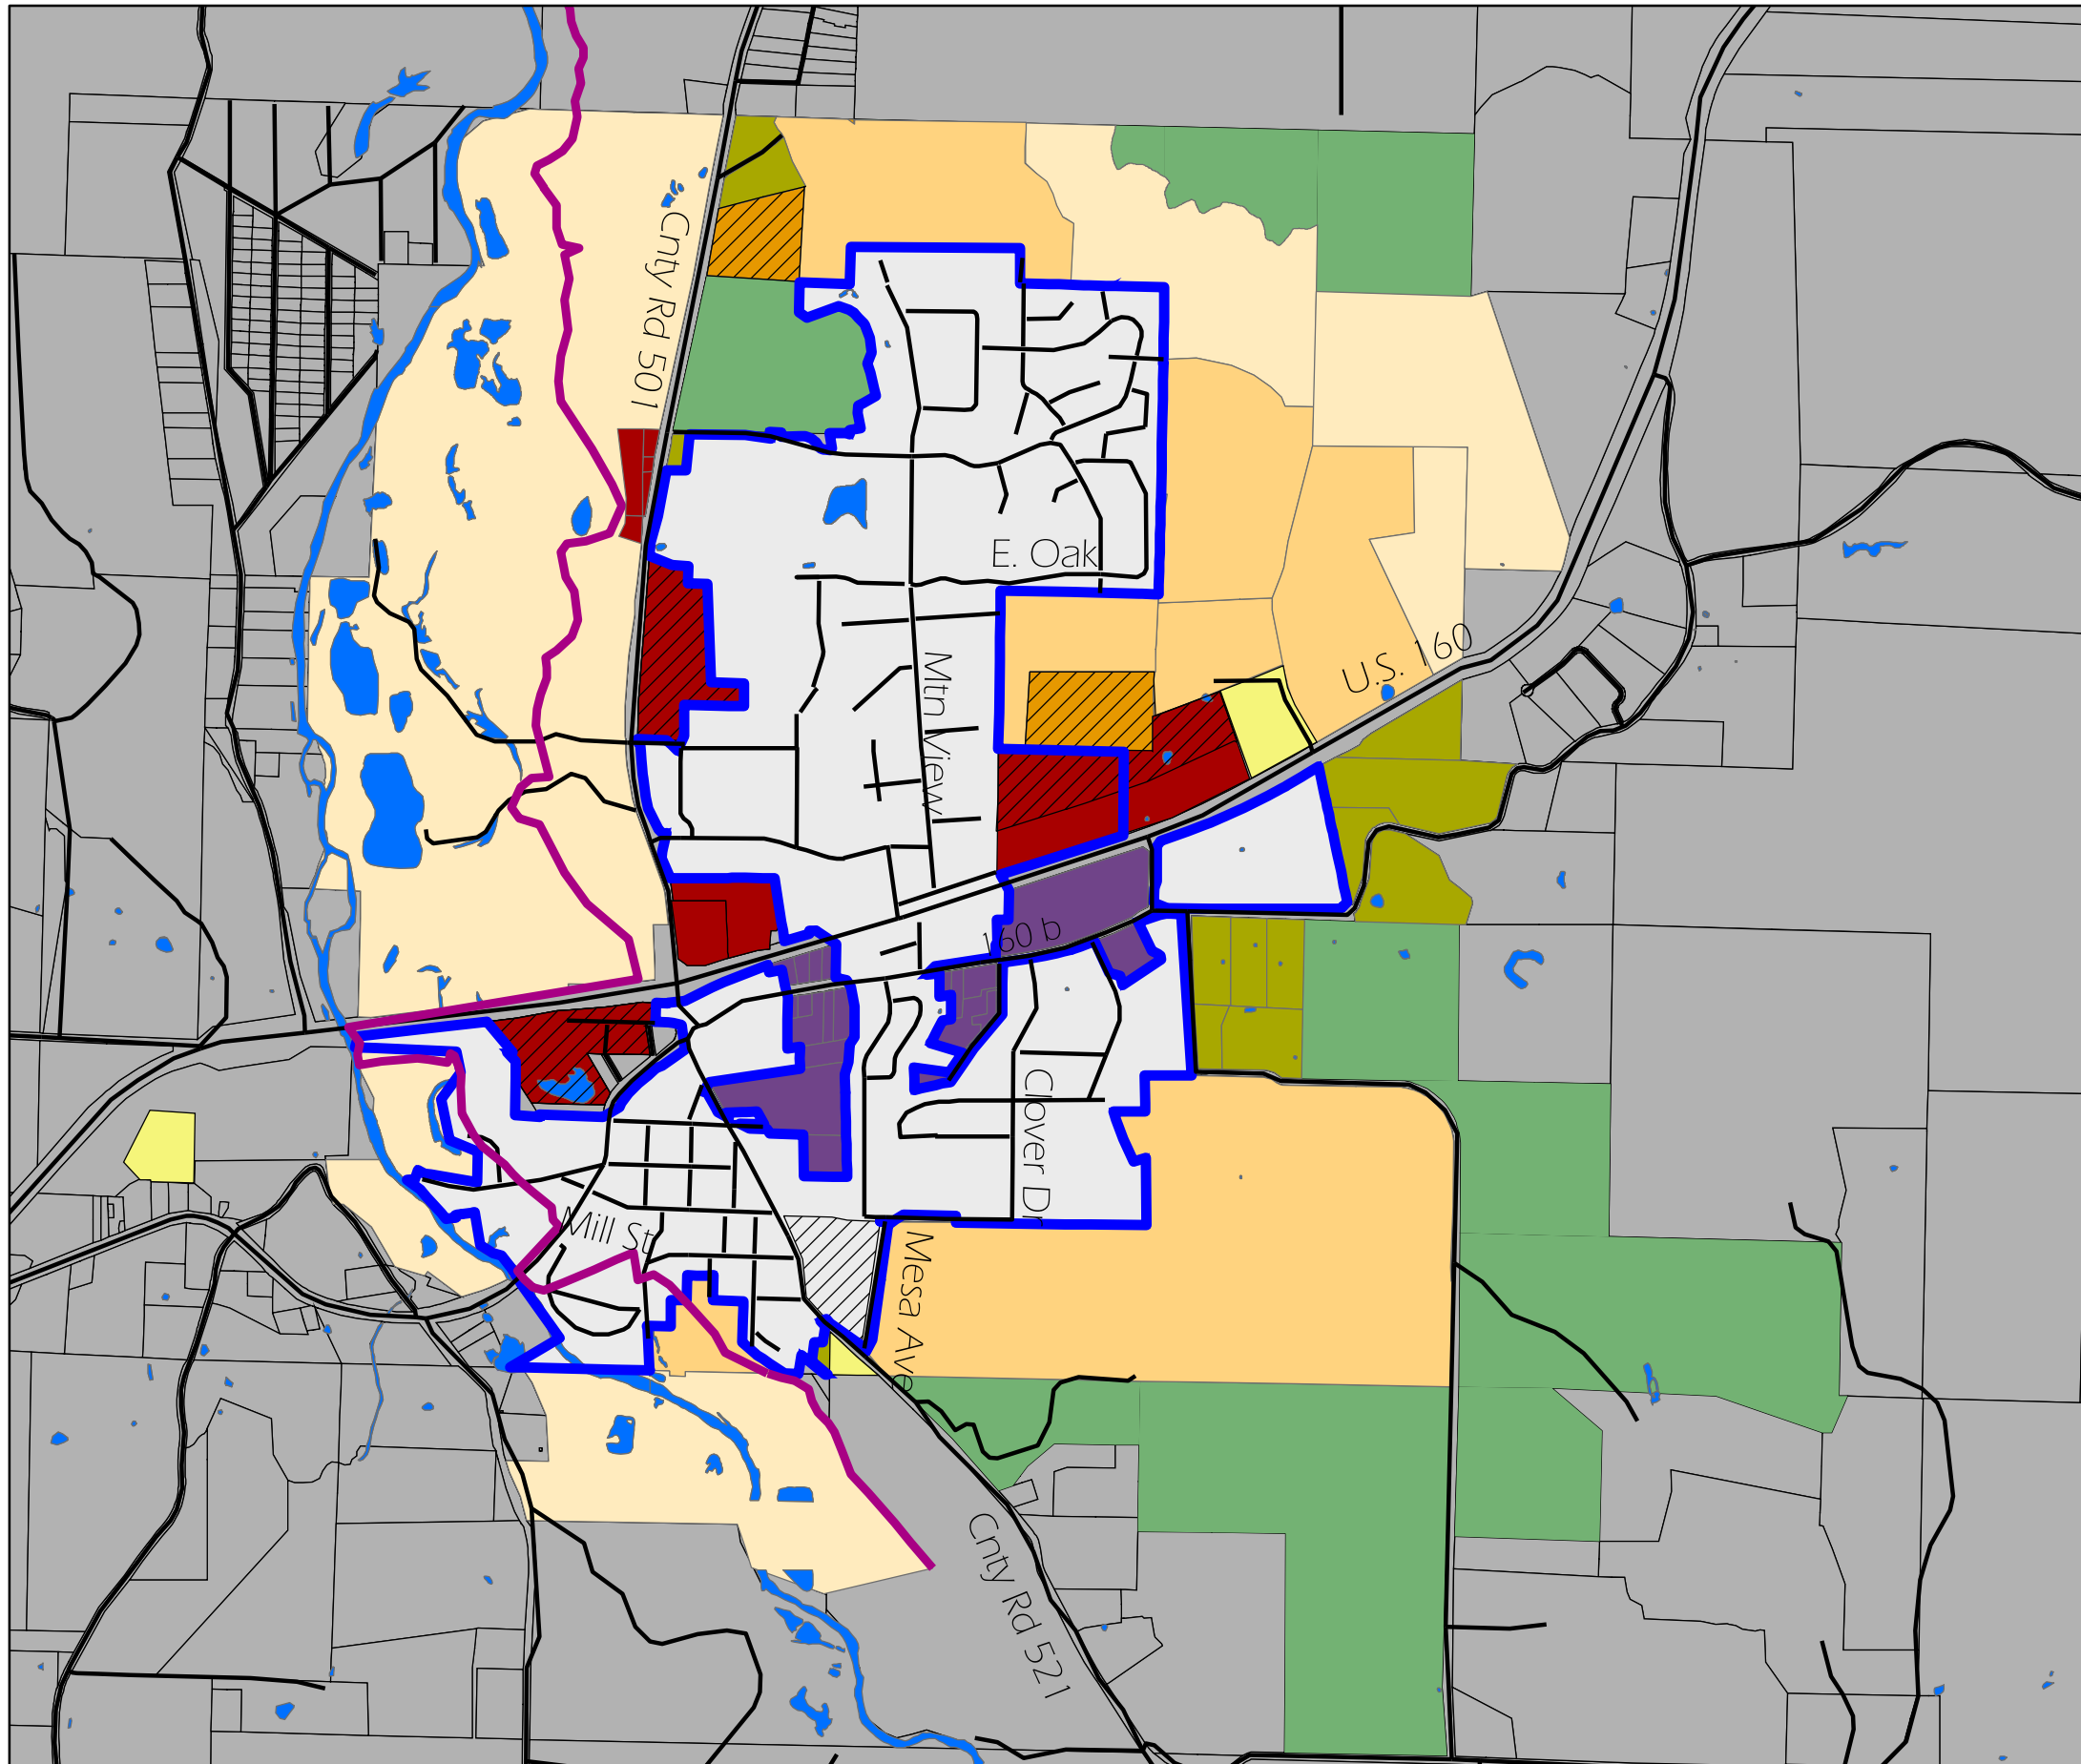 Cnty Rd 501
E. Oak
U.S. 160
Mtn View
160 b
Clover Dr
Mill St
Mesa Ave
Cnty Rd 521